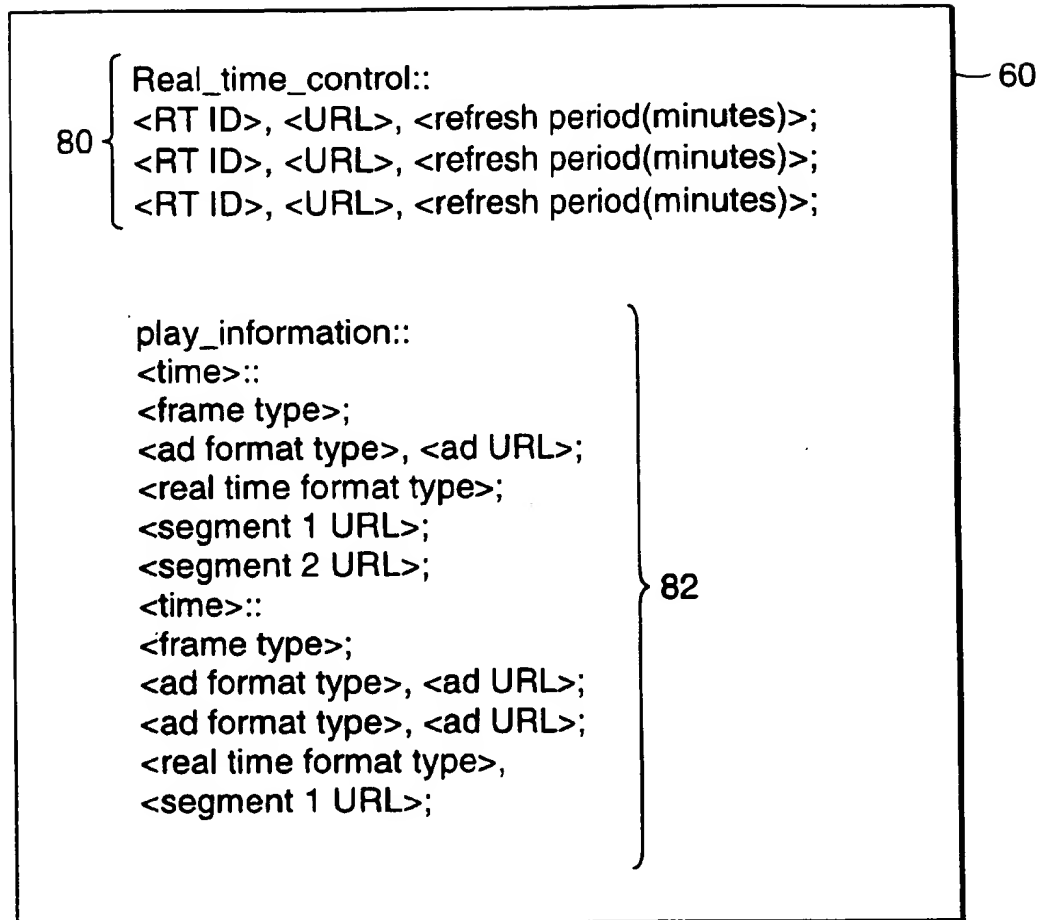 60
80
Real_time_control::
<RT ID>, <URL>, <refresh period(minutes)>;
<RT ID>, <URL>, <refresh period(minutes)>;
<RT ID>, <URL>, <refresh period(minutes)>;
play_information::
<time>::
<frame type>;
<ad format type>, <ad URL>;
<real time format type>;
<segment 1 URL>;
<segment 2 URL>;
<time>::
<frame type>;
<ad format type>, <ad URL>;
<ad format type>, <ad URL>;
<real time format type>,
<segment 1 URL>;
82